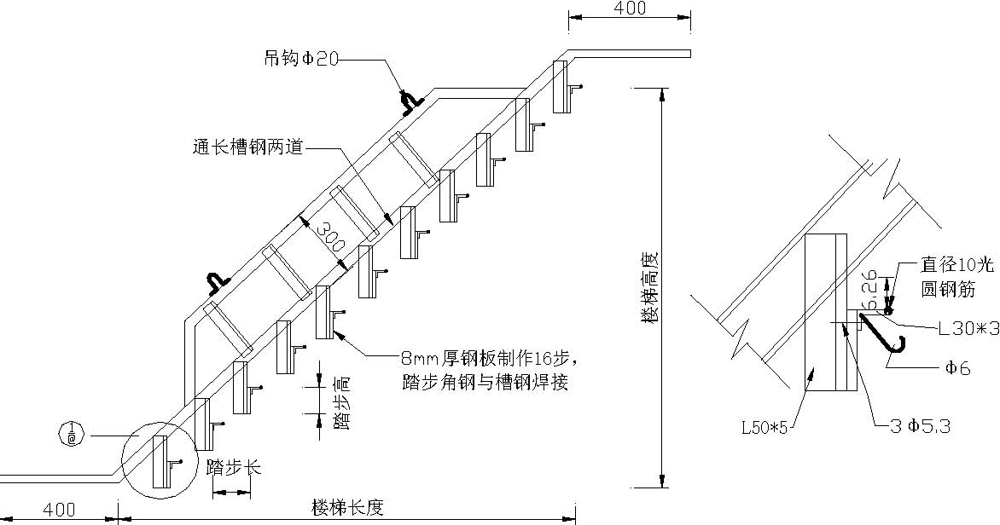 400
吊钩Φ20
通长槽钢两道
300
楼梯高度
8mm厚钢板制作16步，
踏步角钢与槽钢焊接
踏步高
1
@
踏步长
400
楼梯长度
6.26
直径10光
圆钢筋
L30*3
Φ6
L50*5
3Φ5.3